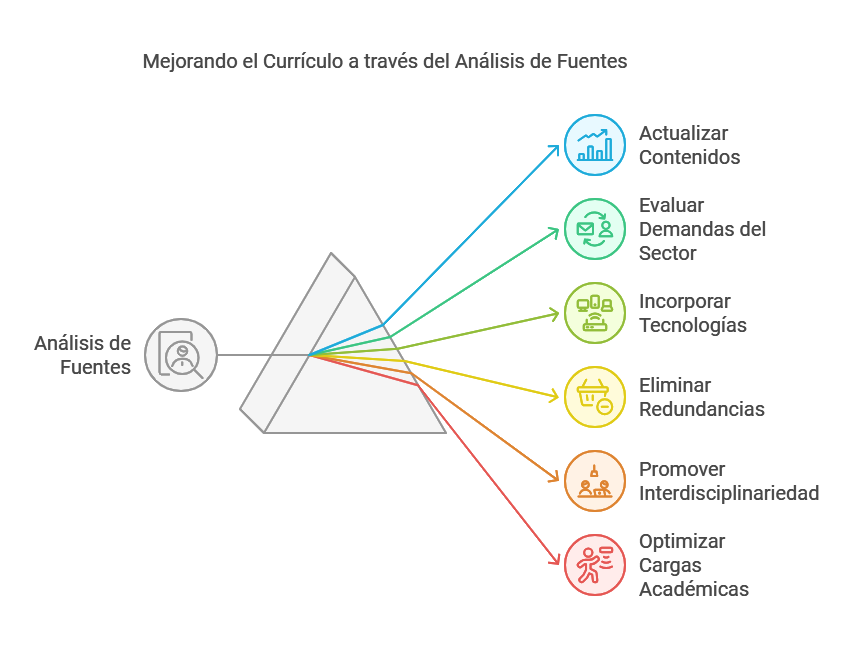 Mejorando el Currículo a través del Análisis de Fuentes
Análisis de
Fuentes
Actualizar
Contenidos
Evaluar
Demandas del
Sector
Incorporar
Tecnologías
Eliminar
Redundancias
Promover
Interdisciplinariedad
Optimizar
Cargas
Académicas